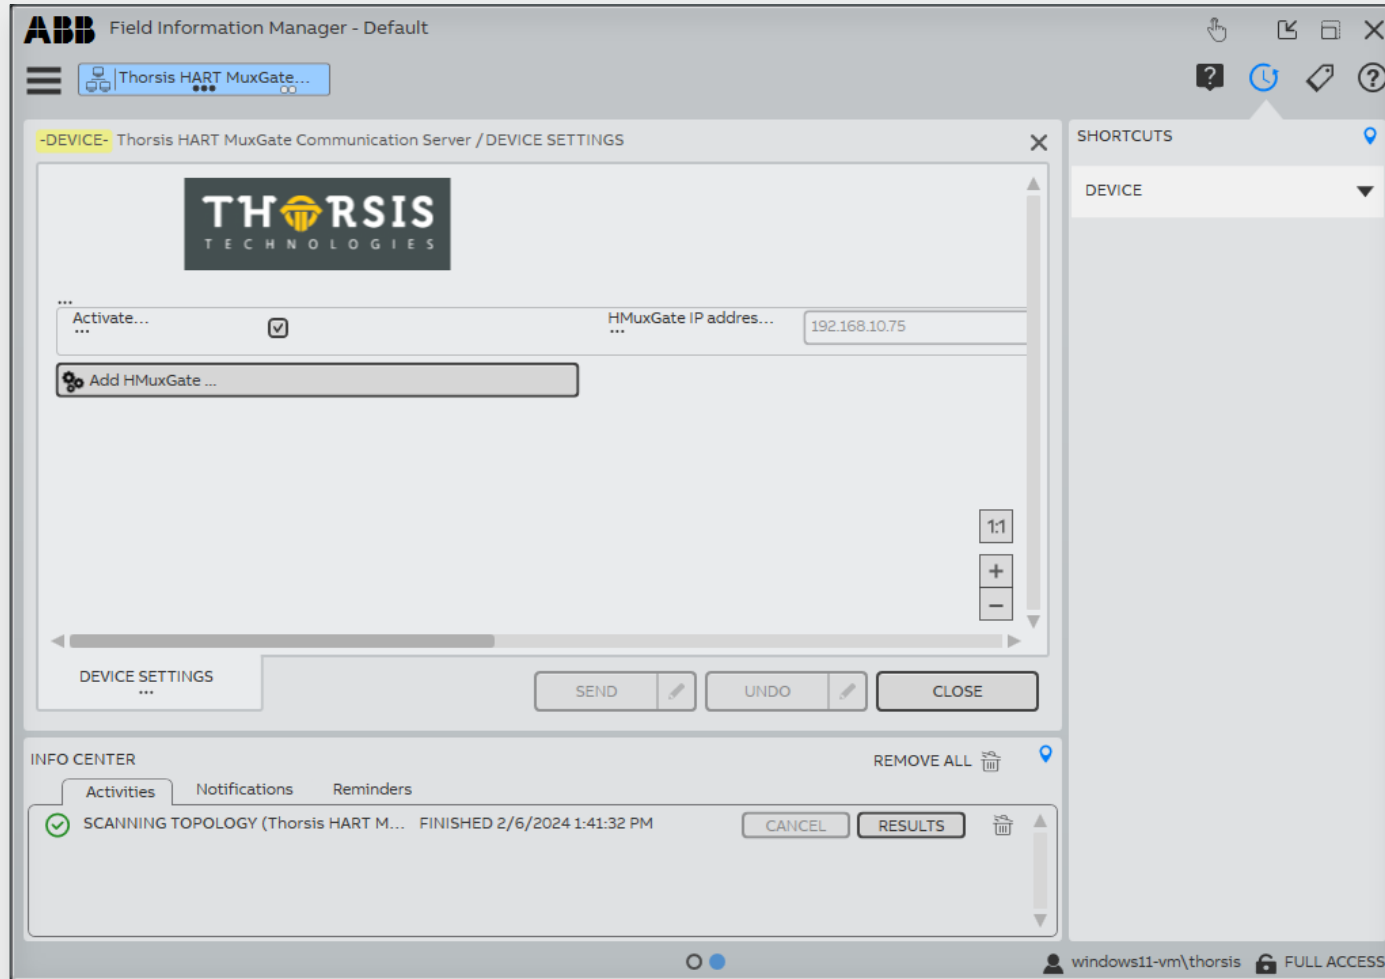 ABB Field Information Manager - Default
Thorsis HART MuxGate...
-DEVICE- Thorsis HART MuxGate Communication Server / DEVICE SETTINGS
THORSIS
TECHNOLOGIES
...
Activate...
...
HMuxGate IP addres...
...
192.168.10.75
Add HMuxGate ...
1:1
+
−
DEVICE SETTINGS
...
SEND
UNDO
CLOSE
SHORTCUTS
DEVICE
INFO CENTER
REMOVE ALL
Activities
Notifications
Reminders
SCANNING TOPOLOGY (Thorsis HART M... FINISHED 2/6/2024 1:41:32 PM
CANCEL
RESULTS
windows11-vm\thorsis
FULL ACCESS